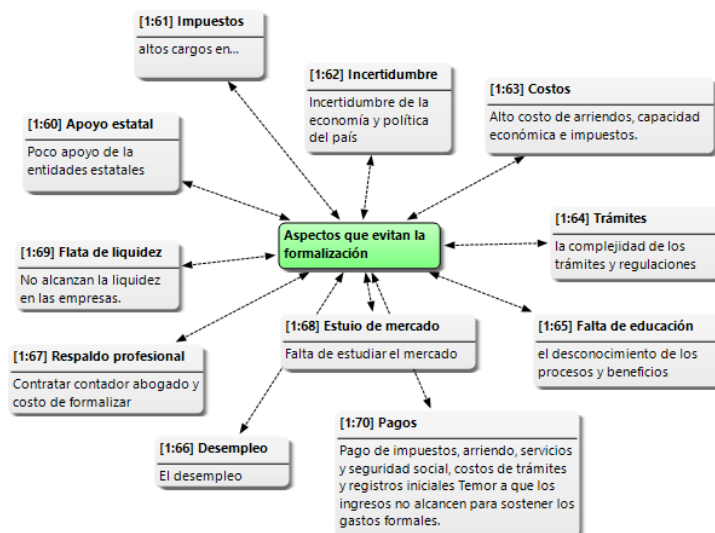 [1:61] Impuestos
altos cargos en...
[1:62] Incertidumbre
Incertidumbre de la
economía y política
del país
[1:63] Costos
Alto costo de arriendos, capacidad
económica e impuestos.
[1:60] Apoyo estatal
Poco apoyo de la
entidades estatales
Aspectos que evitan la
formalización
[1:64] Trámites
la complejidad de los
trámites y regulaciones
[1:69] Flata de liquidez
No alcanzan la liquidez
en las empresas.
[1:68] Estuio de mercado
Falta de estudiar el mercado
[1:65] Falta de educación
el desconocimiento de los
procesos y beneficios
[1:67] Respaldo profesional
Contratar contador abogado y
costo de formalizar
[1:66] Desempleo
El desempleo
[1:70] Pagos
Pago de impuestos, arriendo, servicios
y seguridad social, costos de trámites
y registros iniciales Temor a que los
ingresos no alcancen para sostener los
gastos formales.